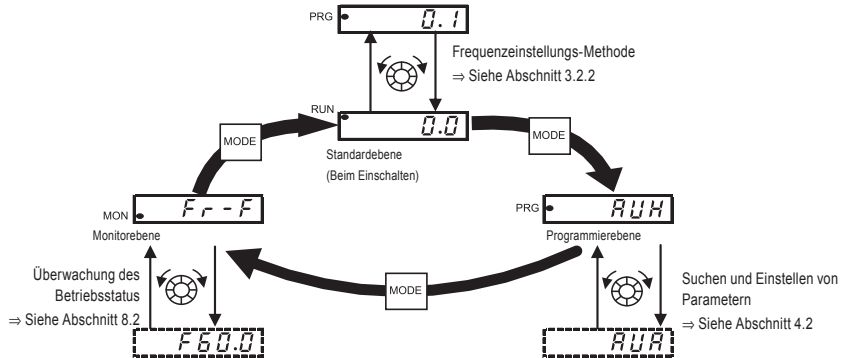 PRG
0.1
Frequenzeinstellungs-Methode
⇒ Siehe Abschnitt 3.2.2
RUN
0.0
MODE
MODE
Standardebene
(Beim Einschalten)
MON
Fr-F
PRG
AUH
Monitorebene
Programmierebene
Überwachung des
Betriebsstatus
⇒ Siehe Abschnitt 8.2
MODE
Suchen und Einstellen von
Parametern
⇒ Siehe Abschnitt 4.2
F60.0
AUA